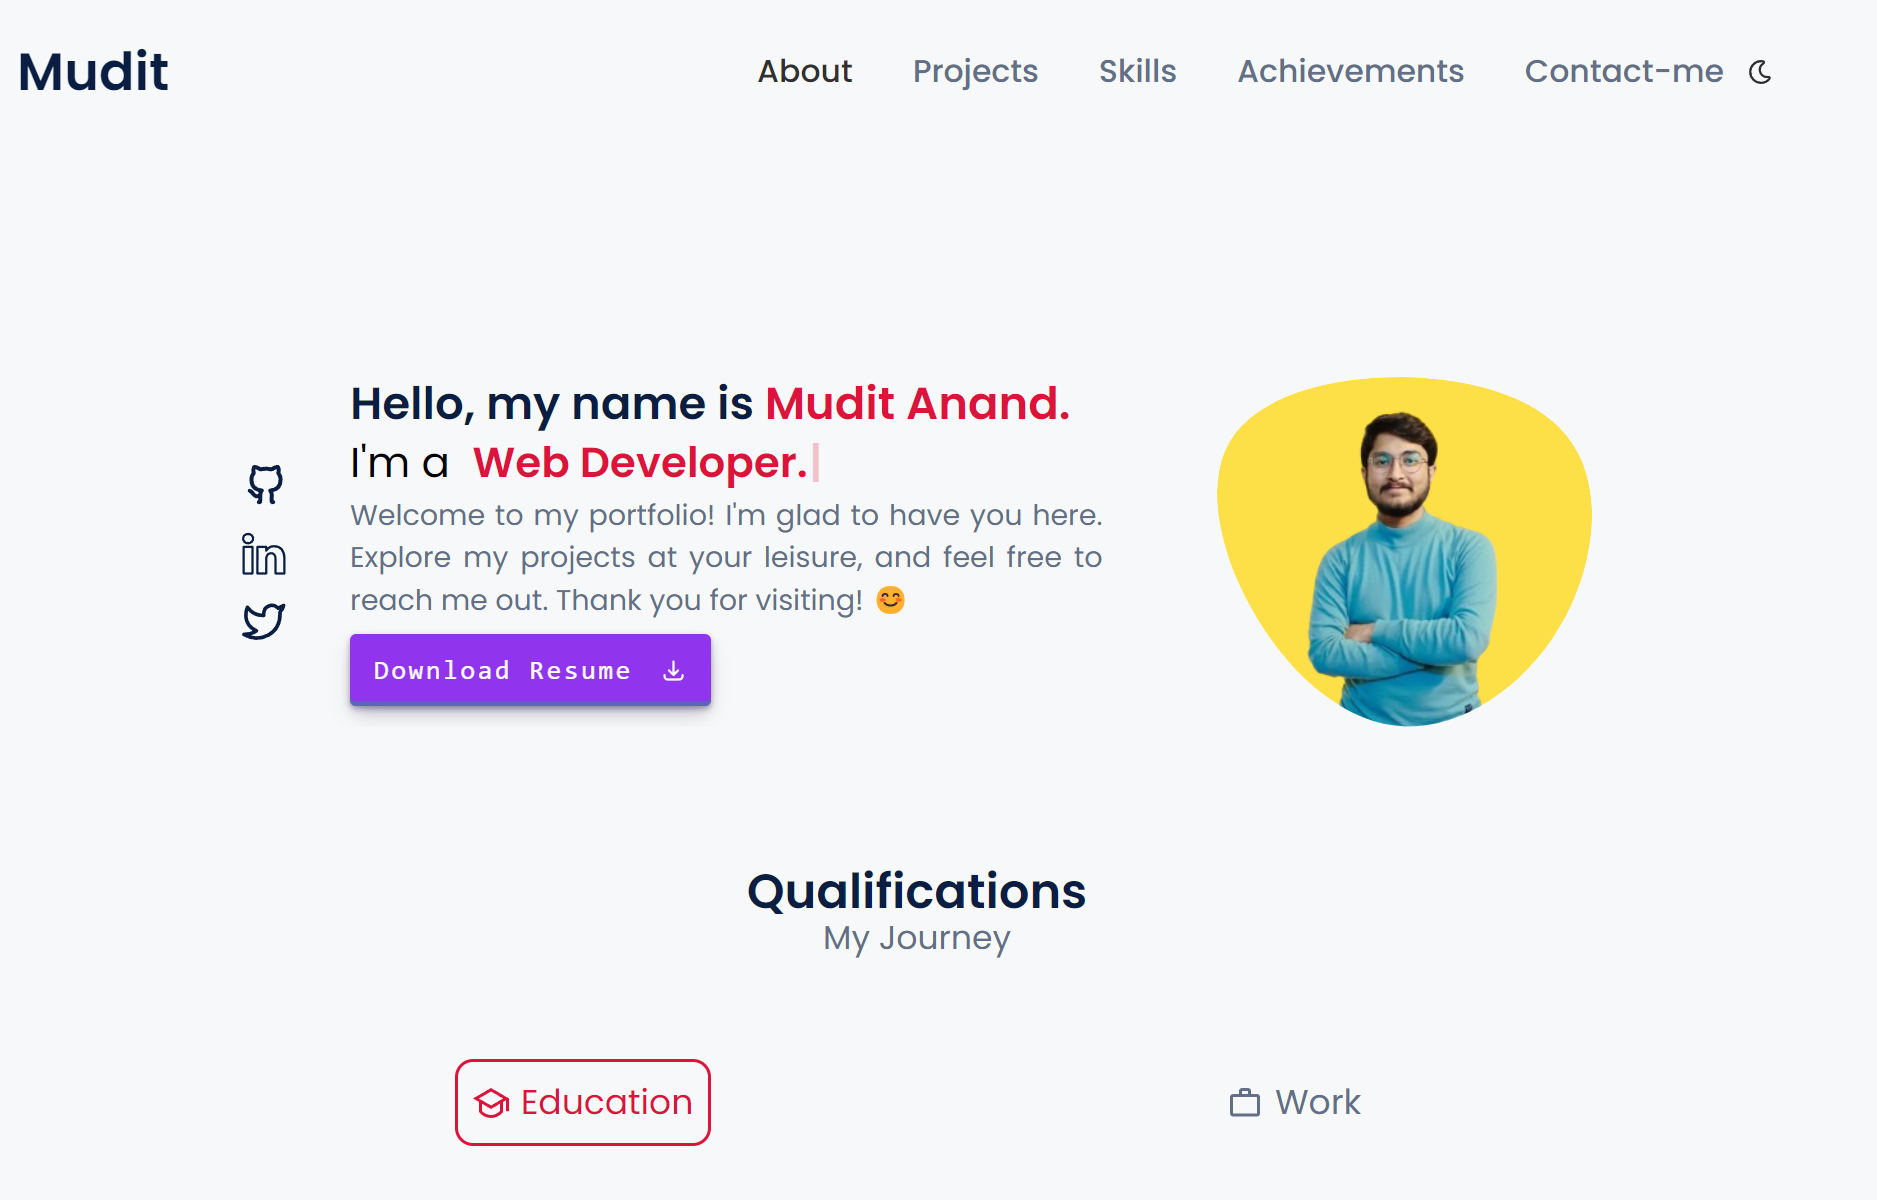 Mudit
About Projects Skills Achievements Contact-me
Hello, my name is Mudit Anand.
I'm a Web Developer.
Welcome to my portfolio! I'm glad to have you here.
Explore my projects at your leisure, and feel free to
reach me out. Thank you for visiting! 😊
Download Resume
Qualifications
My Journey
Education
Work